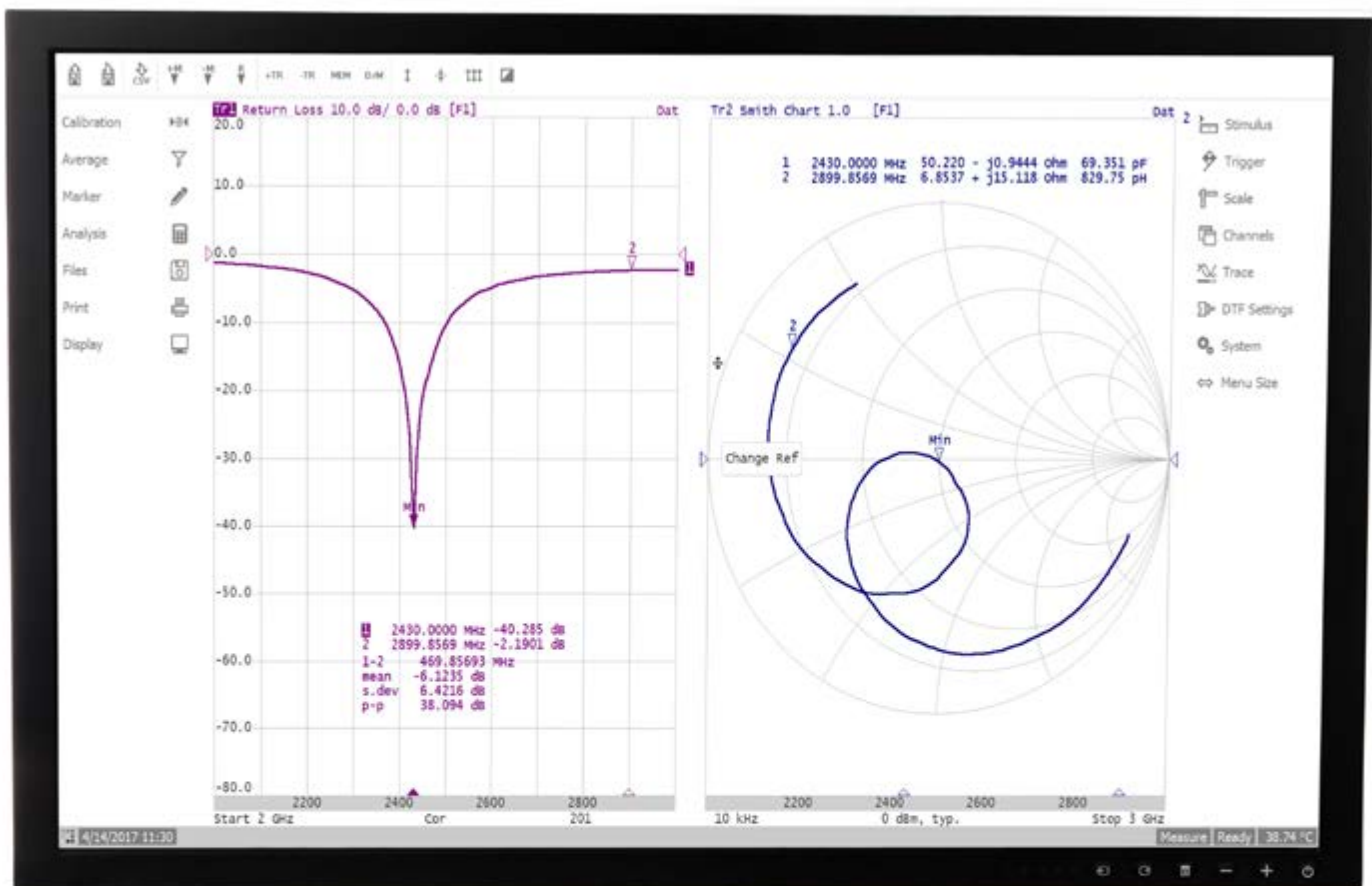 CSV +M -M R +TR -TR MEM D/M
Calibration
Average
Marker
Analysis
Files
Print
Display
Tr1 Return Loss 10.0 dB/ 0.0 dB [F1] Dat
20.0
10.0
0.0
-10.0
-20.0
-30.0
-40.0
-50.0
-60.0
-70.0
-80.0
2
1
Min
1 2430.0000 MHz -40.285 dB
2 2899.8569 MHz -2.1901 dB
1-2 469.85693 MHz
mean -6.1235 dB
s.dev 6.4216 dB
p-p 38.094 dB
2200 2400 2600 2800
Start 2 GHz Cor 201
Tr2 Smith Chart 1.0 [F1] Dat 2
1 2430.0000 MHz 50.220 - j0.9444 Ohm 69.351 pF
2 2899.8569 MHz 6.8537 + j15.118 Ohm 829.75 pH
2
Min
Change Ref
2200 2400 2600 2800
10 kHz 0 dBm, typ. Stop 3 GHz
Stimulus
Trigger
Scale
Channels
Trace
DTF Settings
System
Menu Size
4/14/2017 11:30
Measure Ready 38.74 °C